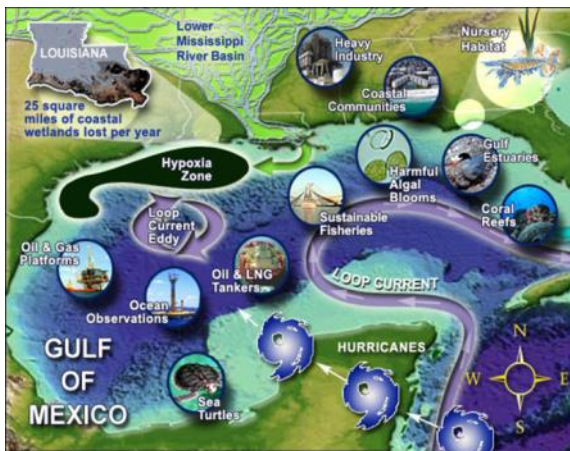 LOUISIANA
25 square
miles of coastal
wetlands lost per year
Lower
Mississippi
River Basin
Heavy
Industry
Coastal
Communities
Nursery
Habitat
Hypoxia
Zone
Harmful
Algal
Blooms
Gulf
Estuaries
Coral
Reefs
Sustainable
Fisheries
Loop
Current
Eddy
Oil & Gas
Platforms
Oil & LNG
Tankers
Ocean
Observations
LOOP CURRENT
HURRICANES
GULF
OF
MEXICO
Sea
Turtles
N
W E
S